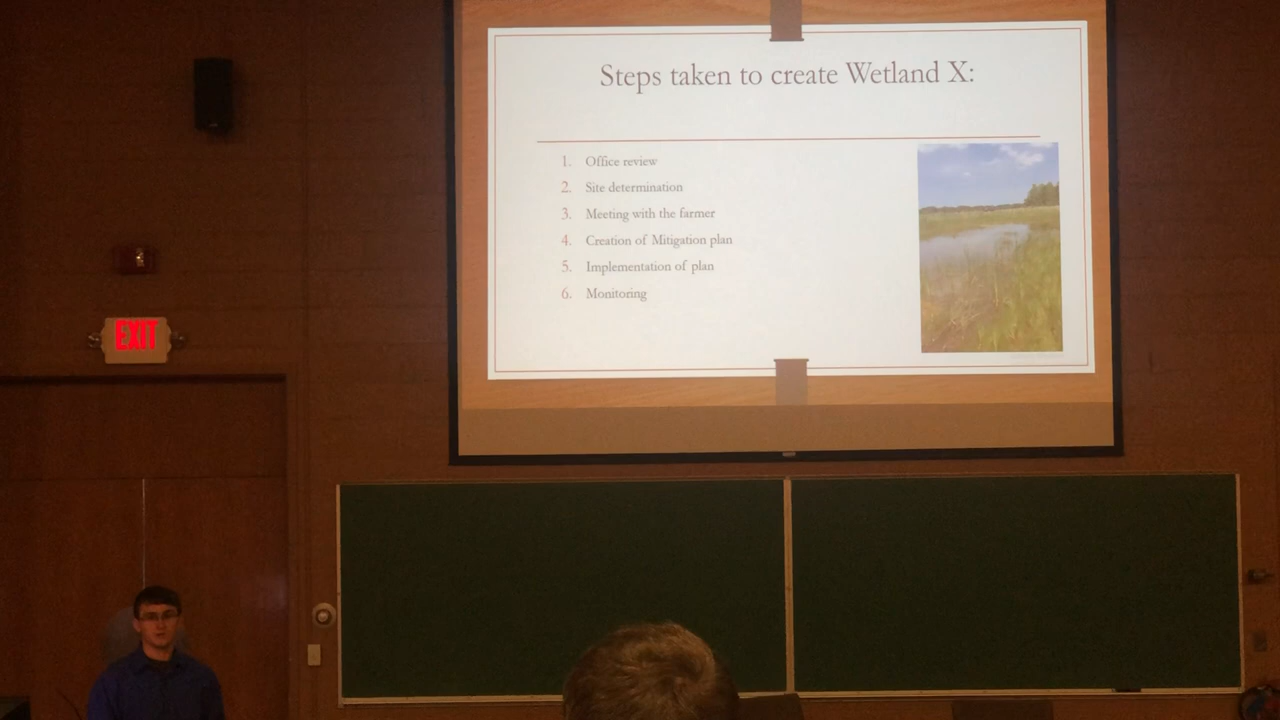 Steps taken to create Wetland X:
1. Office review
2. Site determination
3. Meeting with the farmer
4. Creation of Mitigation plan
5. Implementation of plan
6. Monitoring
EXIT